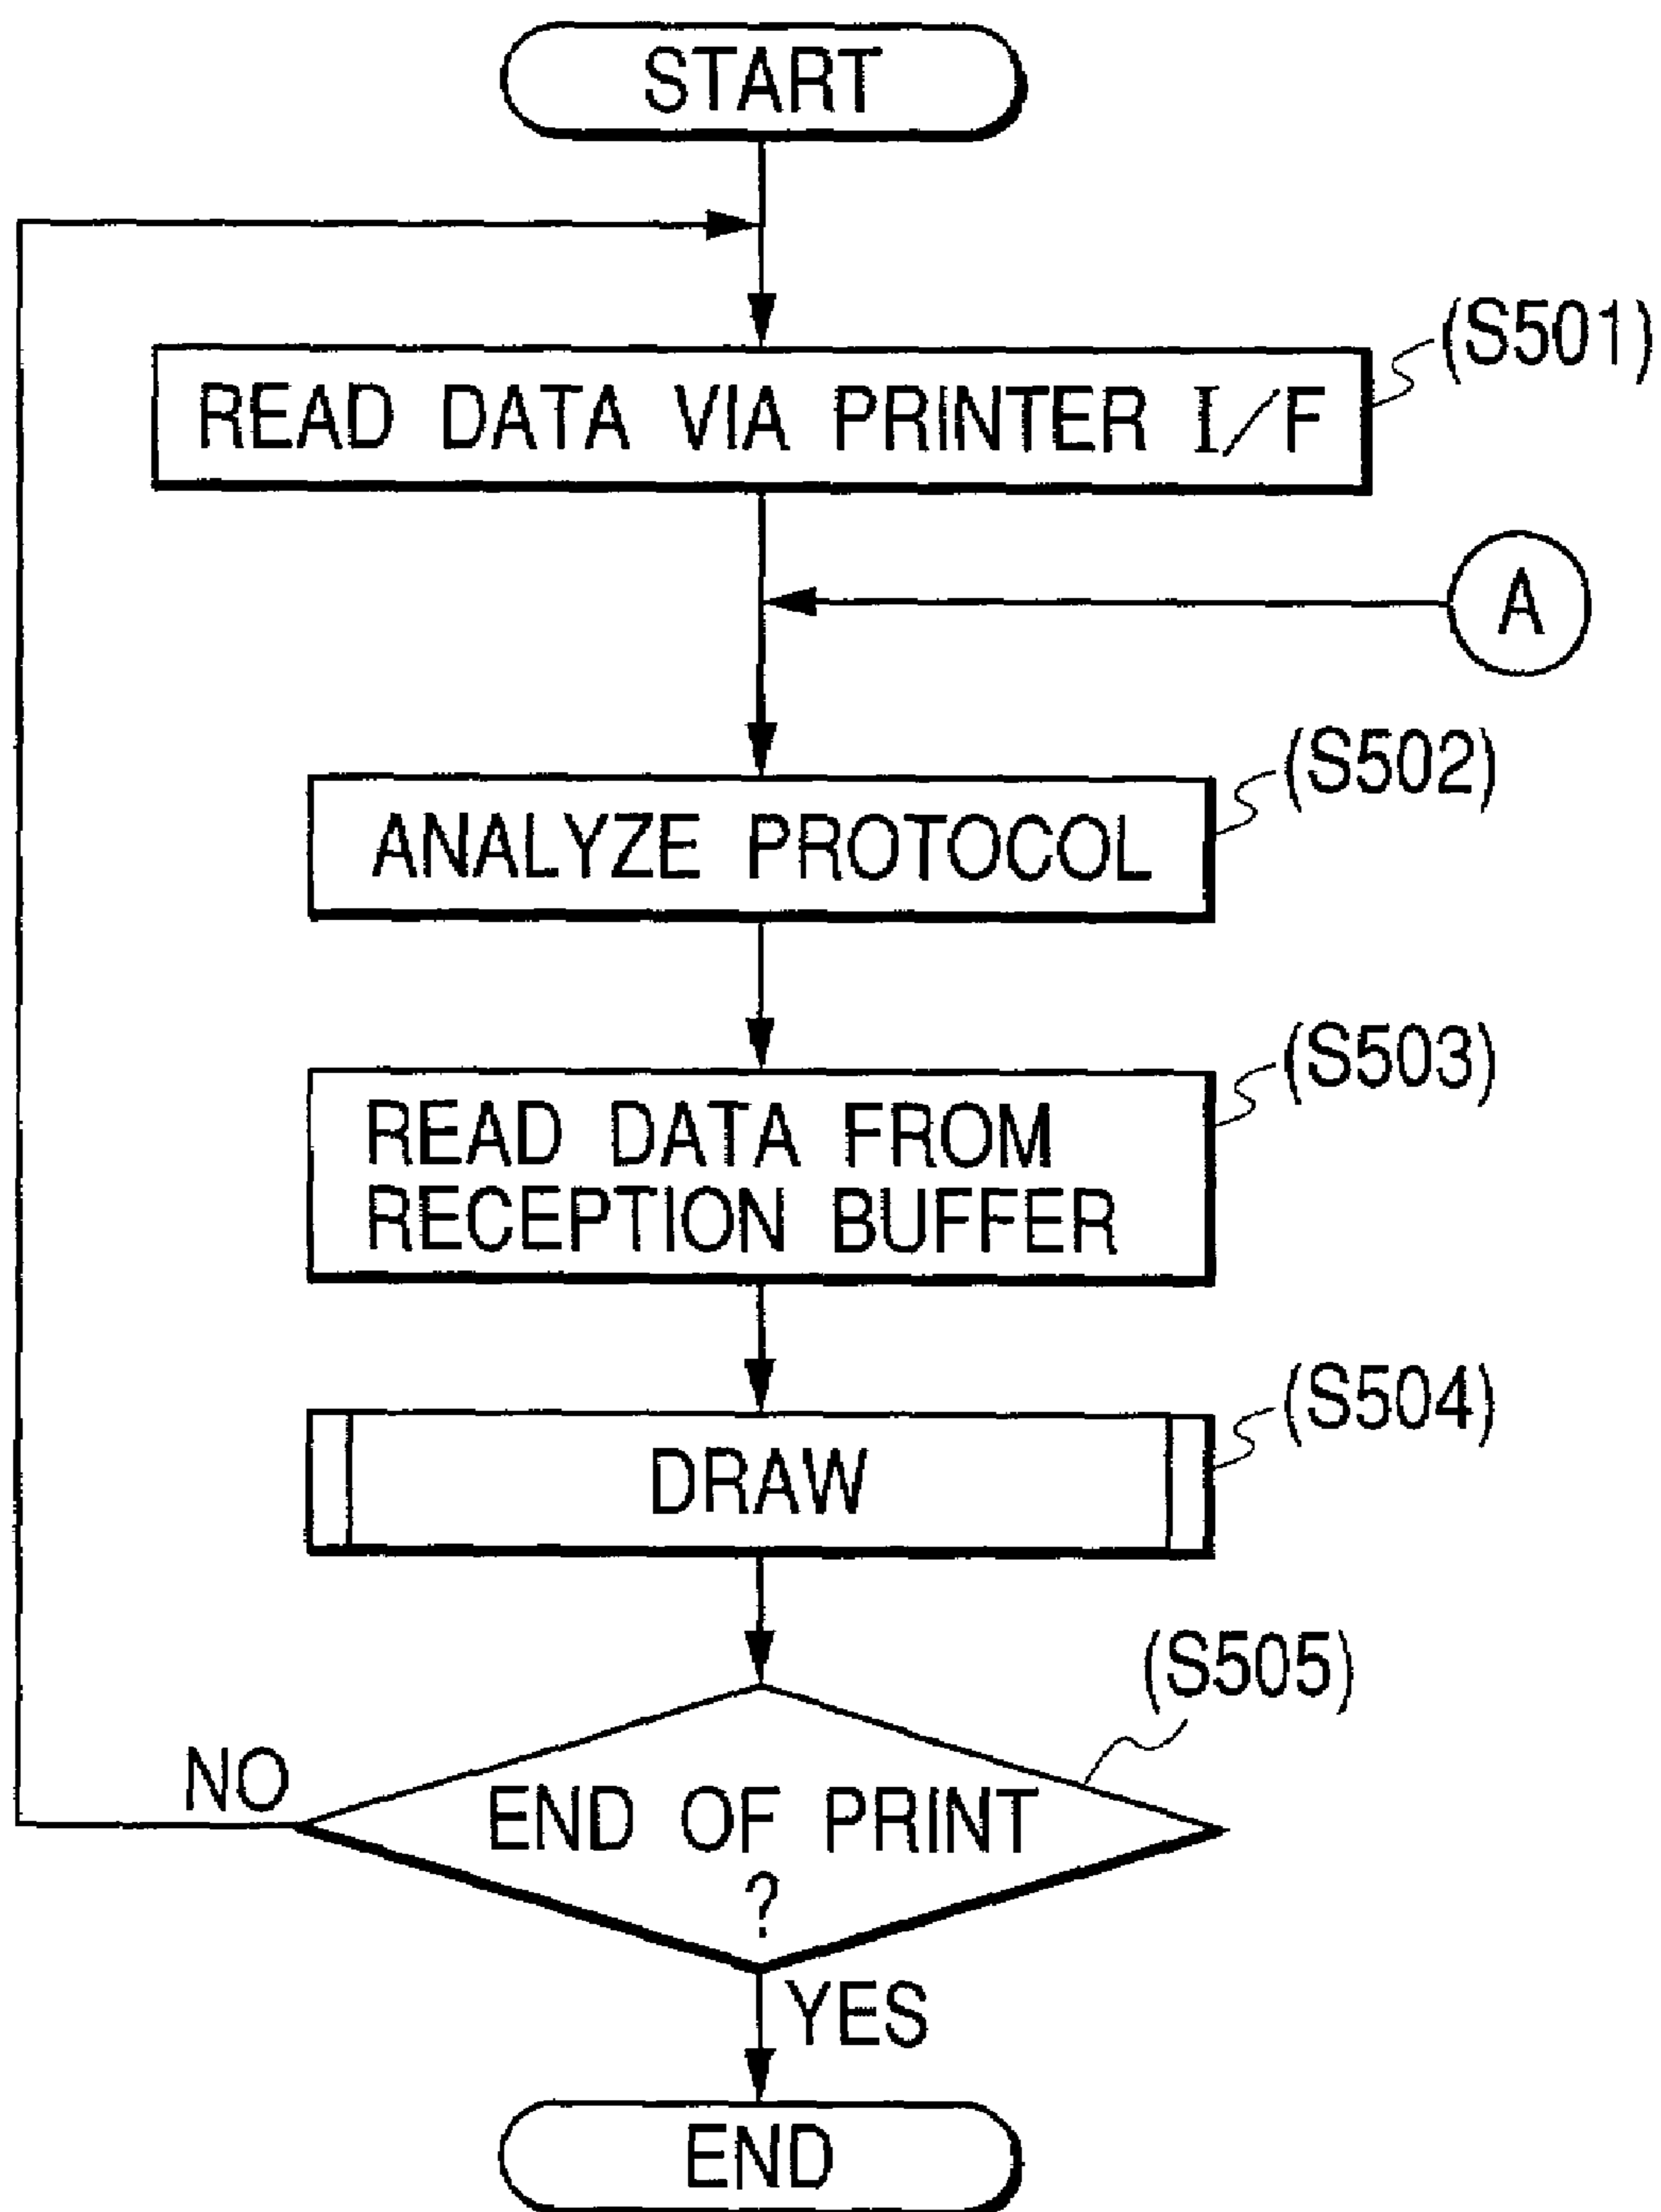 START
(S501)
READ DATA VIA PRINTER I/F
A
(S502)
ANALYZE PROTOCOL
(S503)
READ DATA FROM
RECEPTION BUFFER
(S504)
DRAW
(S505)
NO
END OF PRINT
?
YES
END